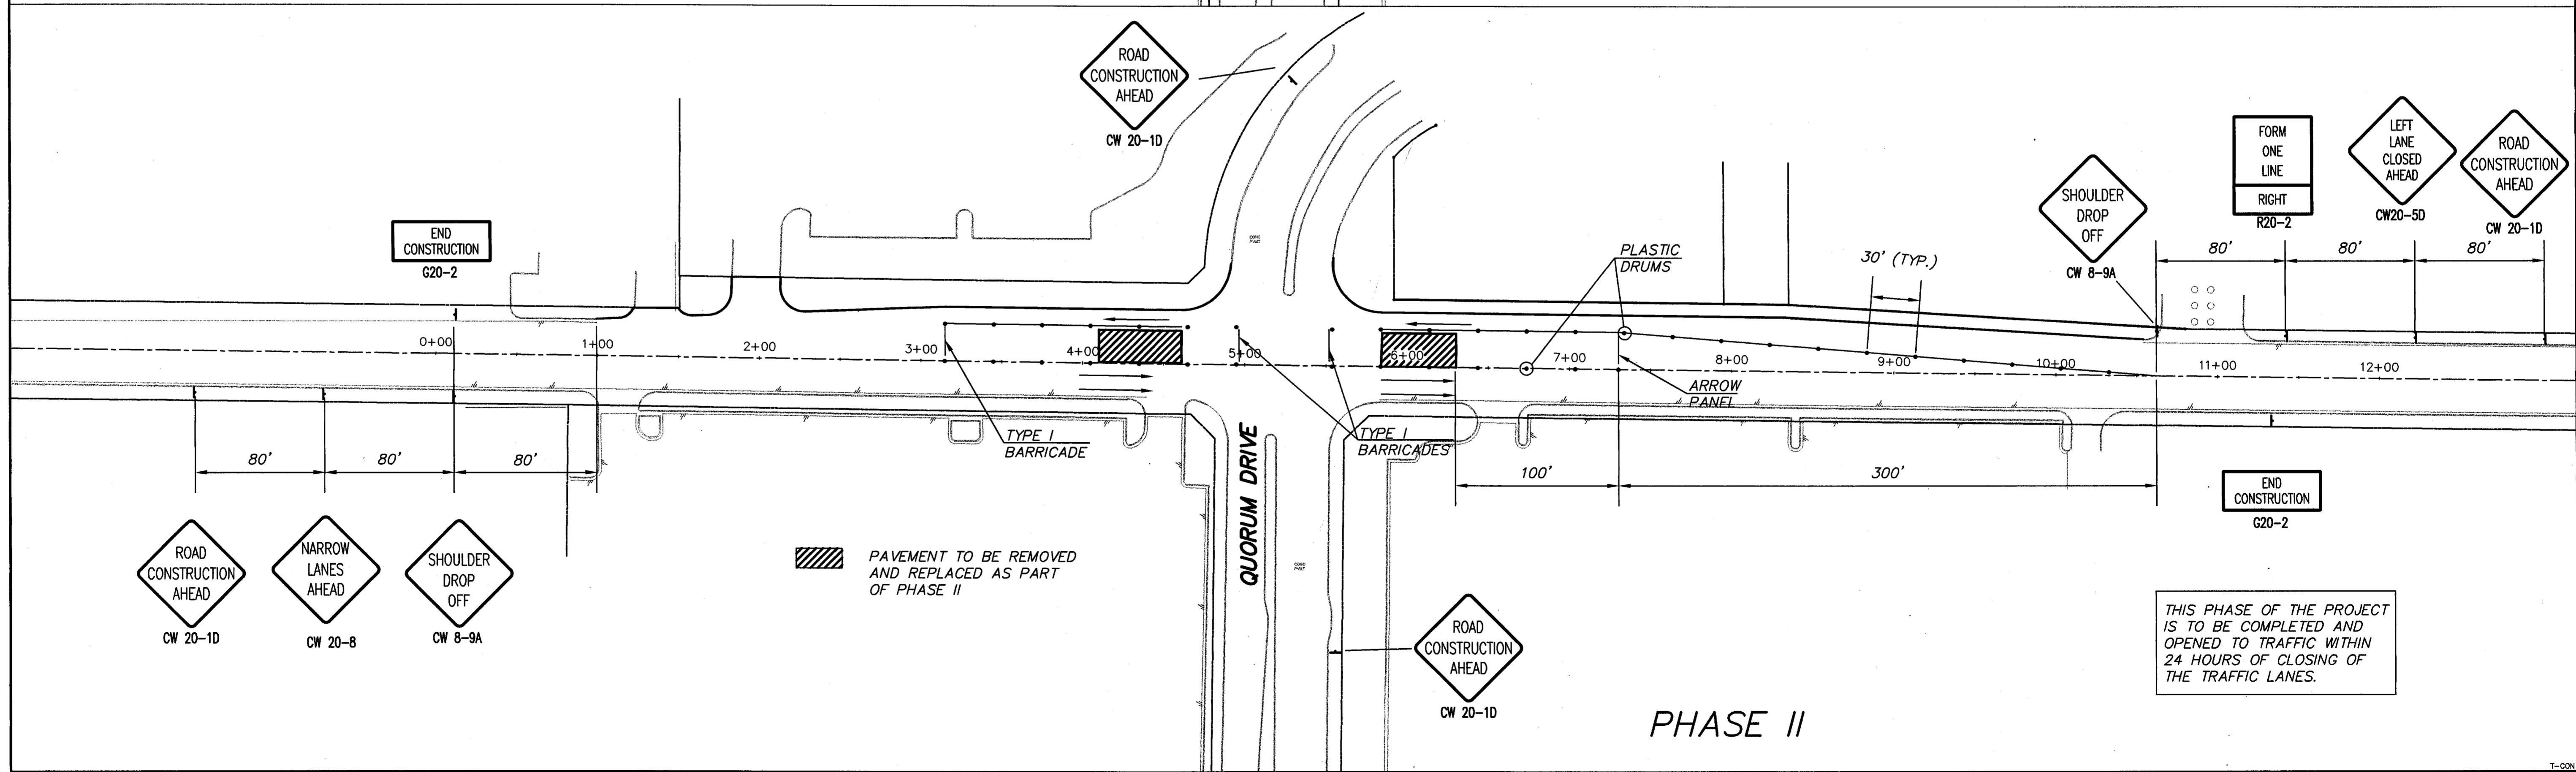 ROAD
CONSTRUCTION
AHEAD
CW 20-1D
FORM
ONE
LINE
RIGHT
R20-2
LEFT
LANE
CLOSED
AHEAD
CW20-5D
ROAD
CONSTRUCTION
AHEAD
CW 20-1D
SHOULDER
DROP
OFF
CW 8-9A
80'
80'
80'
END
CONSTRUCTION
G20-2
PLASTIC
DRUMS
30' (TYP.)
CONC
PVMT
0+00
1+00
2+00
3+00
4+00
5+00
6+00
7+00
8+00
9+00
10+00
11+00
12+00
ARROW
PANEL
TYPE I
BARRICADE
TYPE I
BARRICADES
80'
80'
80'
100'
300'
QUORUM DRIVE
END
CONSTRUCTION
G20-2
ROAD
CONSTRUCTION
AHEAD
CW 20-1D
NARROW
LANES
AHEAD
CW 20-8
SHOULDER
DROP
OFF
CW 8-9A
PAVEMENT TO BE REMOVED
AND REPLACED AS PART
OF PHASE II
CONC
PVMT
ROAD
CONSTRUCTION
AHEAD
CW 20-1D
THIS PHASE OF THE PROJECT
IS TO BE COMPLETED AND
OPENED TO TRAFFIC WITHIN
24 HOURS OF CLOSING OF
THE TRAFFIC LANES.
PHASE II
T-CON